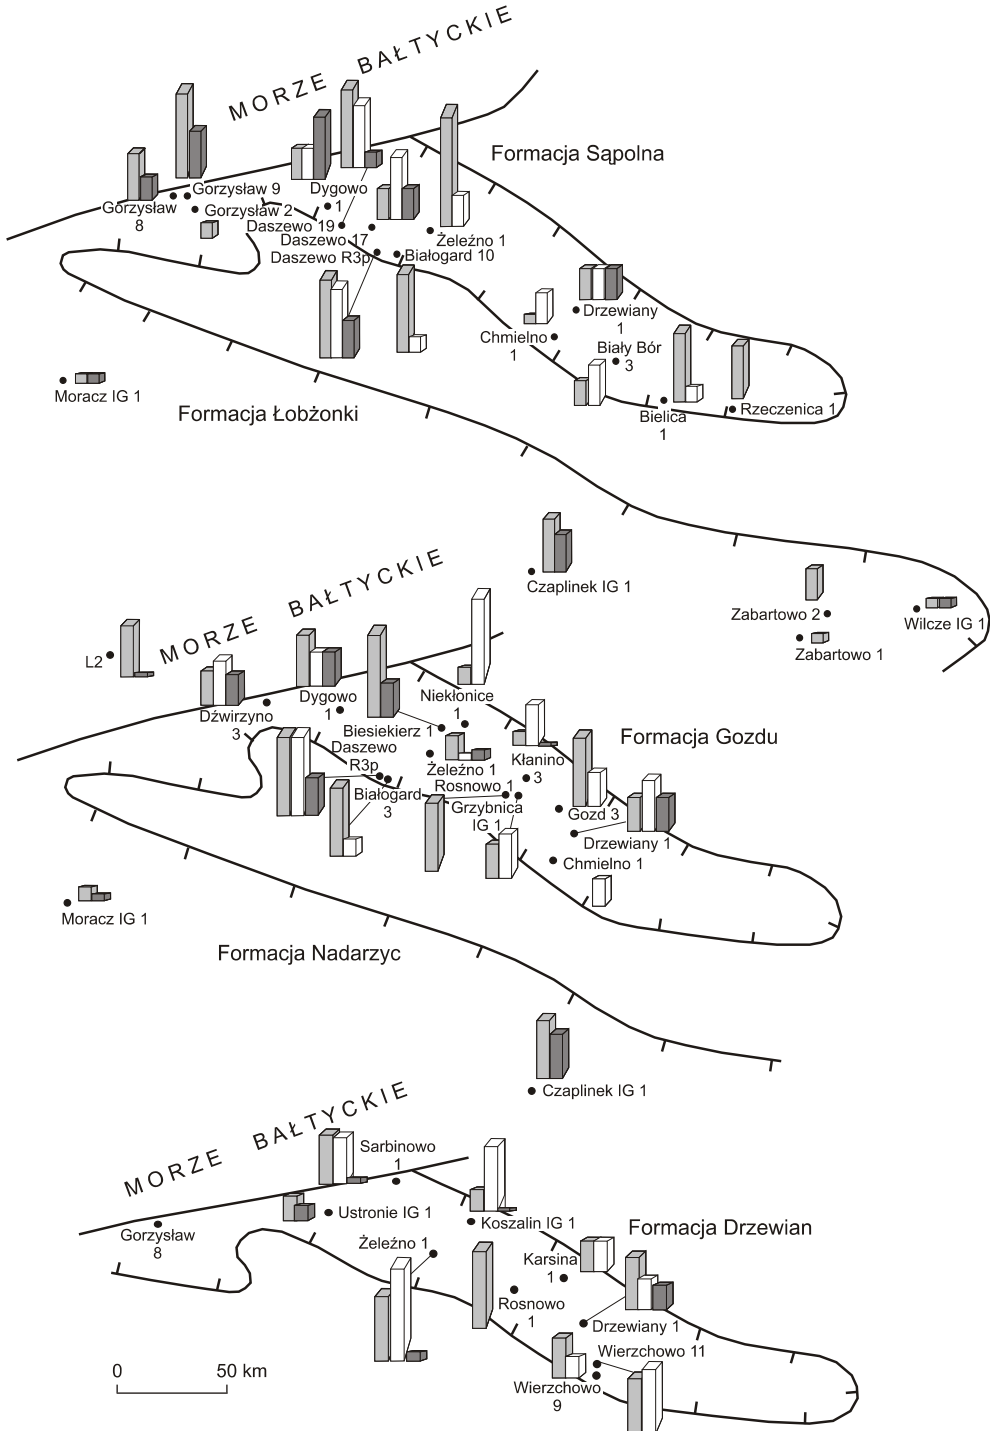 MORZE BAŁTYCKIE
Formacja Sąpolna
Gorzysław 9
Gorzysław
8
Gorzysław 2
Dygowo
1
Daszewo 19
Daszewo 17
Daszewo R3p
Żeleźno 1
Białogard 10
Drzewiany
1
Chmielno
1
Biały Bór
3
Bielica
1
Rzeczenica 1
Moracz IG 1
Formacja Łobżonki
Czaplinek IG 1
Zabartowo 2
Wilcze IG 1
Zabartowo 1
MORZE BAŁTYCKIE
L2
Dźwirzyno
3
Dygowo
1
Niekłonice
1
Biesiekierz 1
Daszewo
R3p
Białogard
3
Żeleźno 1
Rosnowo 1
Grzybnica
IG 1
Kłanino
3
Formacja Gozdu
Gozd 3
Drzewiany 1
Chmielno 1
Moracz IG 1
Formacja Nadarzyc
Czaplinek IG 1
MORZE BAŁTYCKIE
Sarbinowo
1
Ustronie IG 1
Koszalin IG 1
Formacja Drzewian
Gorzysław
8
Żeleźno 1
Karsina
1
Rosnowo
1
Drzewiany 1
Wierzchowo 11
Wierzchowo
9
0 50 km